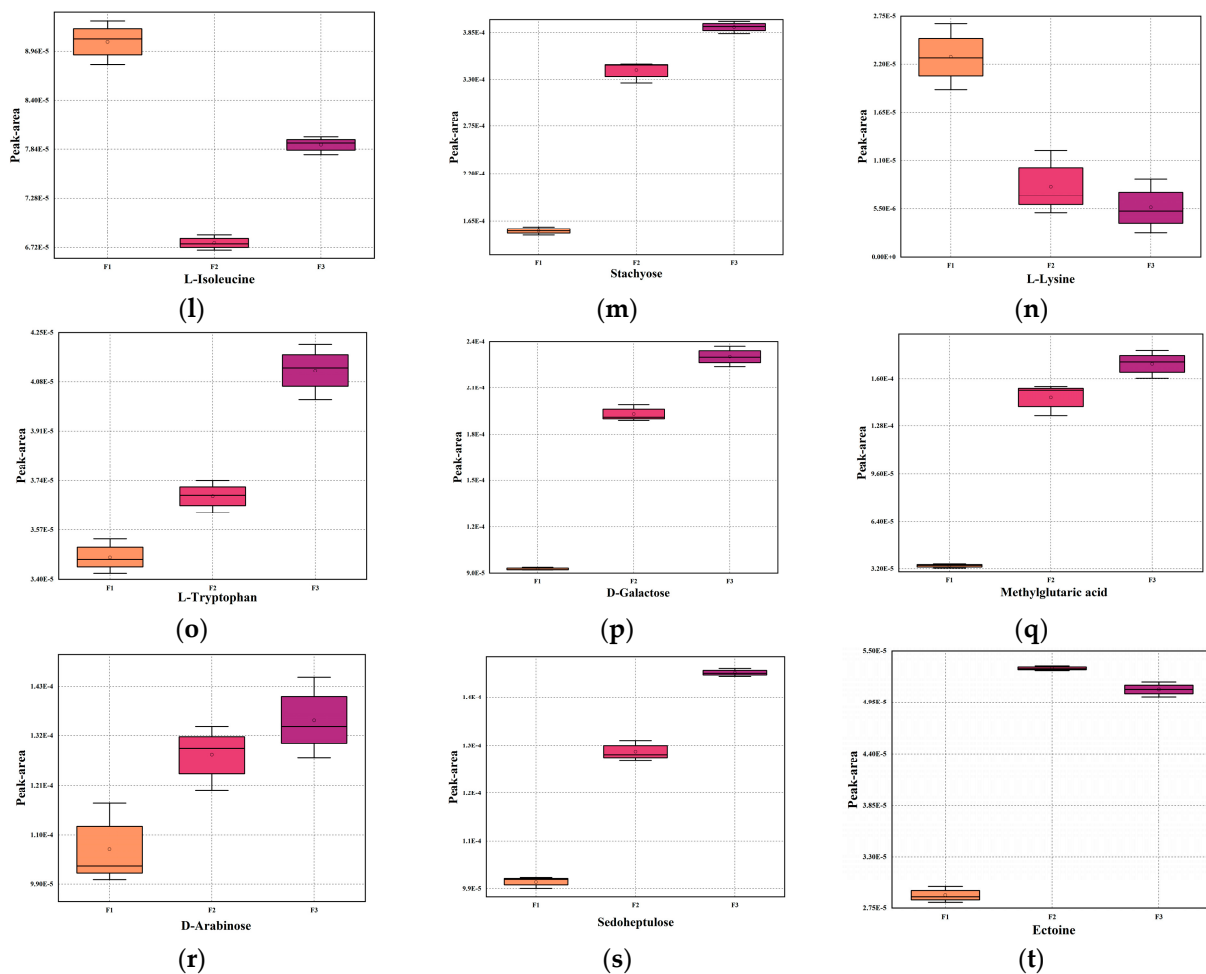 Peak-area
8.96E-5
8.40E-5
7.84E-5
7.28E-5
6.72E-5
F1 F2 F3
L-Isoleucine
(l)
Peak-area
3.85E-4
3.30E-4
2.75E-4
2.20E-4
1.65E-4
F1 F2 F3
Stachyose
(m)
Peak-area
2.75E-5
2.20E-5
1.65E-5
1.10E-5
5.50E-6
0.00E+0
F1 F2 F3
L-Lysine
(n)
Peak-area
4.25E-5
4.08E-5
3.91E-5
3.74E-5
3.57E-5
3.40E-5
F1 F2 F3
L-Tryptophan
(o)
Peak-area
2.4E-4
2.1E-4
1.8E-4
1.5E-4
1.2E-4
9.0E-5
F1 F2 F3
D-Galactose
(p)
Peak-area
1.60E-4
1.28E-4
9.60E-5
6.40E-5
3.20E-5
F1 F2 F3
Methylglutaric acid
(q)
Peak-area
1.43E-4
1.32E-4
1.21E-4
1.10E-4
9.90E-5
F1 F2 F3
D-Arabinose
(r)
Peak-area
1.4E-4
1.3E-4
1.2E-4
1.1E-4
9.9E-5
F1 F2 F3
Sedoheptulose
(s)
Peak-area
5.50E-5
4.95E-5
4.40E-5
3.85E-5
3.30E-5
2.75E-5
F1 F2 F3
Ectoine
(t)